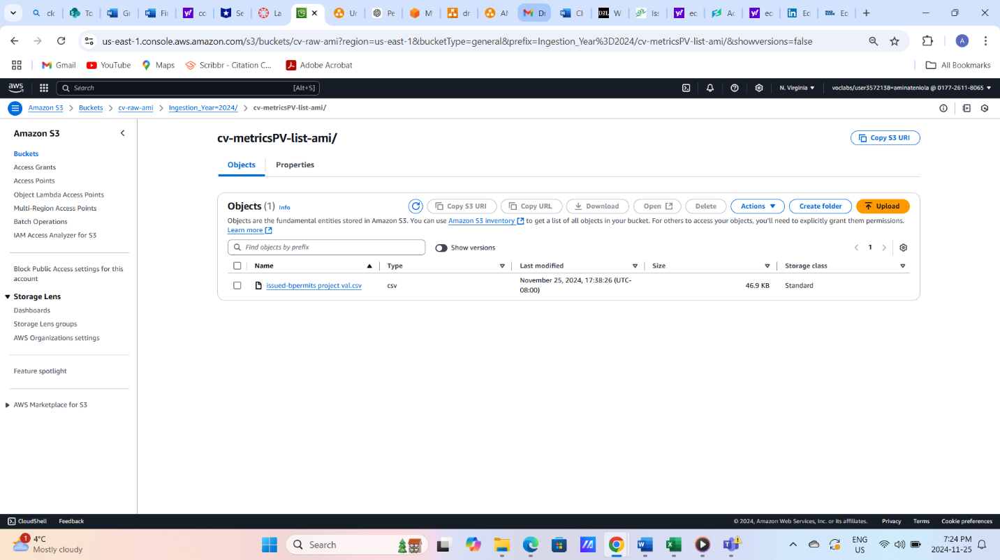 ck
To
Gr
Fir
co
Se
La
Ur
Pe
M
dr
Al
Dr
Cl
DZL W
Iss
ec
Ac
ec
Ec
Ec
us-east-1.console.aws.amazon.com/s3/buckets/cv-raw-ami?region=us-east-1&bucketType=general&prefix=Ingestion_Year%3D2024/cv-metricsPV-list-ami/&showversions=false
A
Gmail
YouTube
Maps
Scribbr - Citation C...
Adobe Acrobat
All Bookmarks
aws
Search
[Alt+S]
N. Virginia
voclabs/user3572138=aminateniola @ 0177-2611-8065
Amazon S3
Buckets
cv-raw-ami
Ingestion_Year=2024/
cv-metricsPV-list-ami/
Amazon S3
Buckets
Access Grants
Access Points
Object Lambda Access Points
Multi-Region Access Points
Batch Operations
IAM Access Analyzer for S3
Block Public Access settings for this
account
Storage Lens
Dashboards
Storage Lens groups
AWS Organizations settings
Feature spotlight
AWS Marketplace for S3
cv-metricsPV-list-ami/
Copy S3 URI
Objects
Properties
Objects (1) Info
Copy S3 URI
Copy URL
Download
Open
Delete
Actions
Create folder
Upload
Objects are the fundamental entities stored in Amazon S3. You can use Amazon S3 inventory to get a list of all objects in your bucket. For others to access your objects, you'll need to explicitly grant them permissions.
Learn more
Find objects by prefix
Show versions
1
Name
Type
Last modified
Size
Storage class
issued-bpermits project val.csv
csv
November 25, 2024, 17:38:26 (UTC-
08:00)
46.9 KB
Standard
CloudShell
Feedback
© 2024, Amazon Web Services, Inc. or its affiliates.
Privacy
Terms
Cookie preferences
1
4°C
Mostly cloudy
Search
ENG
US
7:24 PM
2024-11-25